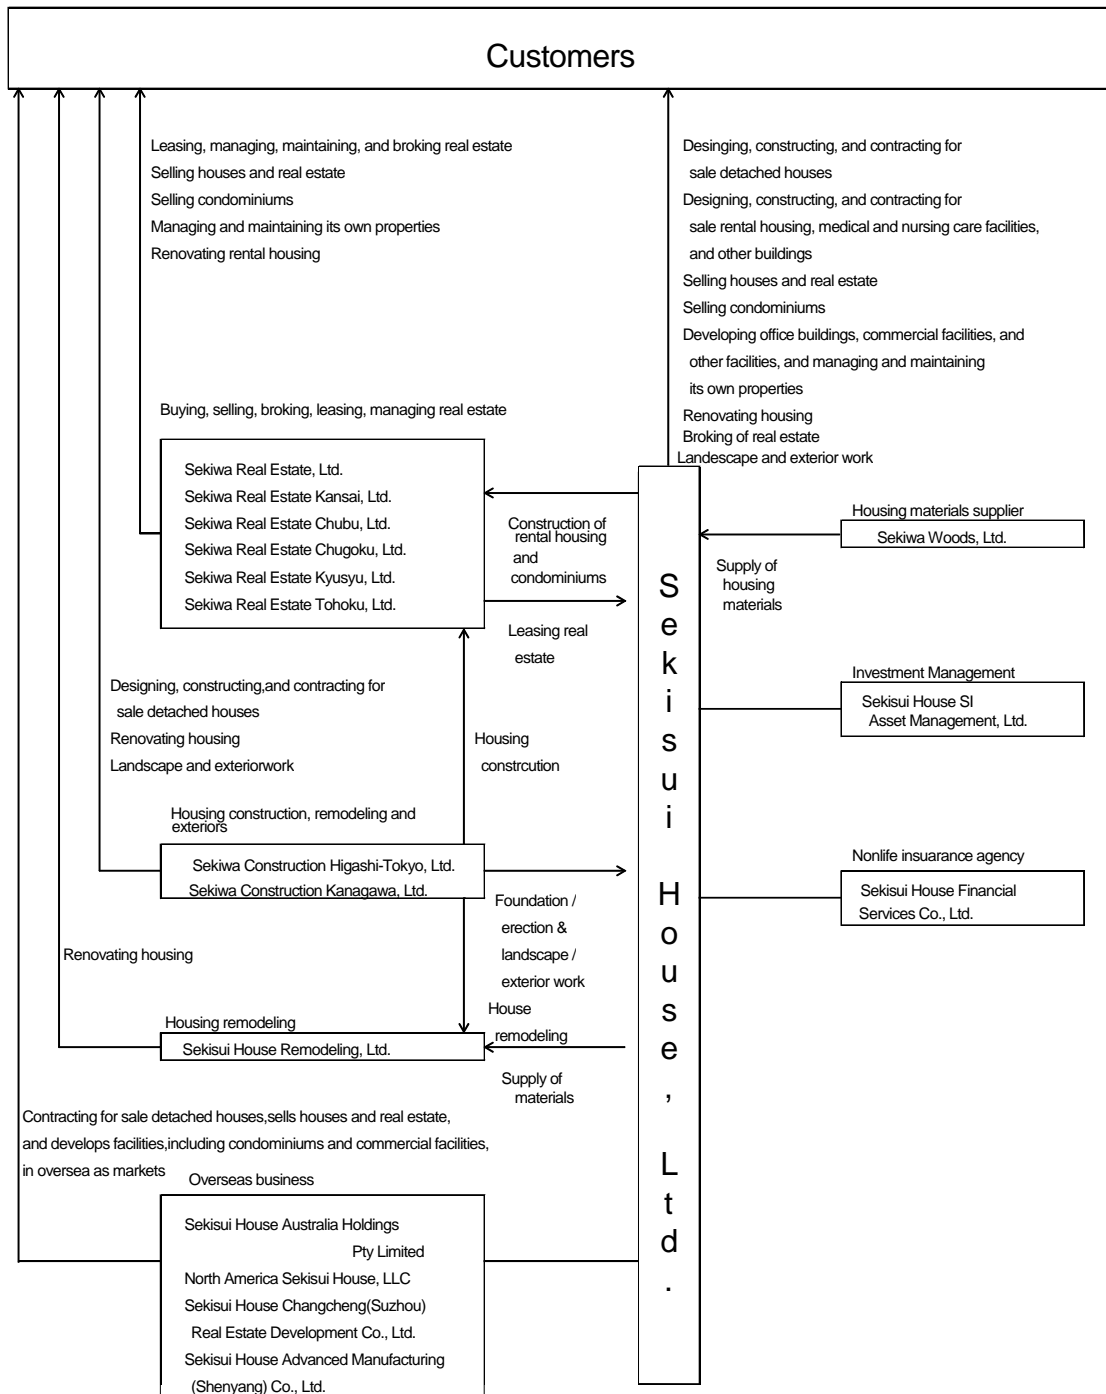 Customers
Leasing, managing, maintaining, and broking real estate
Selling houses and real estate
Selling condominiums
Managing and maintaining its own properties
Renovating rental housing
Desinging, constructing, and contracting for
sale detached houses
Designing, constructing, and contracting for
sale rental housing, medical and nursing care facilities,
and other buildings
Selling houses and real estate
Selling condominiums
Developing office buildings, commercial facilities, and
other facilities, and managing and maintaining
its own properties
Renovating housing
Broking of real estate
Landescape and exterior work
Buying, selling, broking, leasing, managing real estate
Sekiwa Real Estate, Ltd.
Sekiwa Real Estate Kansai, Ltd.
Sekiwa Real Estate Chubu, Ltd.
Sekiwa Real Estate Chugoku, Ltd.
Sekiwa Real Estate Kyusyu, Ltd.
Sekiwa Real Estate Tohoku, Ltd.
Construction of
rental housing
and
condominiums
Leasing real
estate
Sekisui House, Ltd.
Housing materials supplier
Sekiwa Woods, Ltd.
Supply of
housing
materials
Investment Management
Sekisui House SI
Asset Management, Ltd.
Nonlife insuarance agency
Sekisui House Financial
Services Co., Ltd.
Designing, constructing,and contracting for
sale detached houses
Renovating housing
Landscape and exteriorwork
Housing
constrcution
Housing construction, remodeling and
exteriors
Sekiwa Construction Higashi-Tokyo, Ltd.
Sekiwa Construction Kanagawa, Ltd.
Foundation /
erection &
landscape /
exterior work
House
remodeling
Renovating housing
Housing remodeling
Sekisui House Remodeling, Ltd.
Supply of
materials
Contracting for sale detached houses,sells houses and real estate,
and develops facilities,including condominiums and commercial facilities,
in oversea as markets
Overseas business
Sekisui House Australia Holdings
Pty Limited
North America Sekisui House, LLC
Sekisui House Changcheng(Suzhou)
Real Estate Development Co., Ltd.
Sekisui House Advanced Manufacturing
(Shenyang) Co., Ltd.